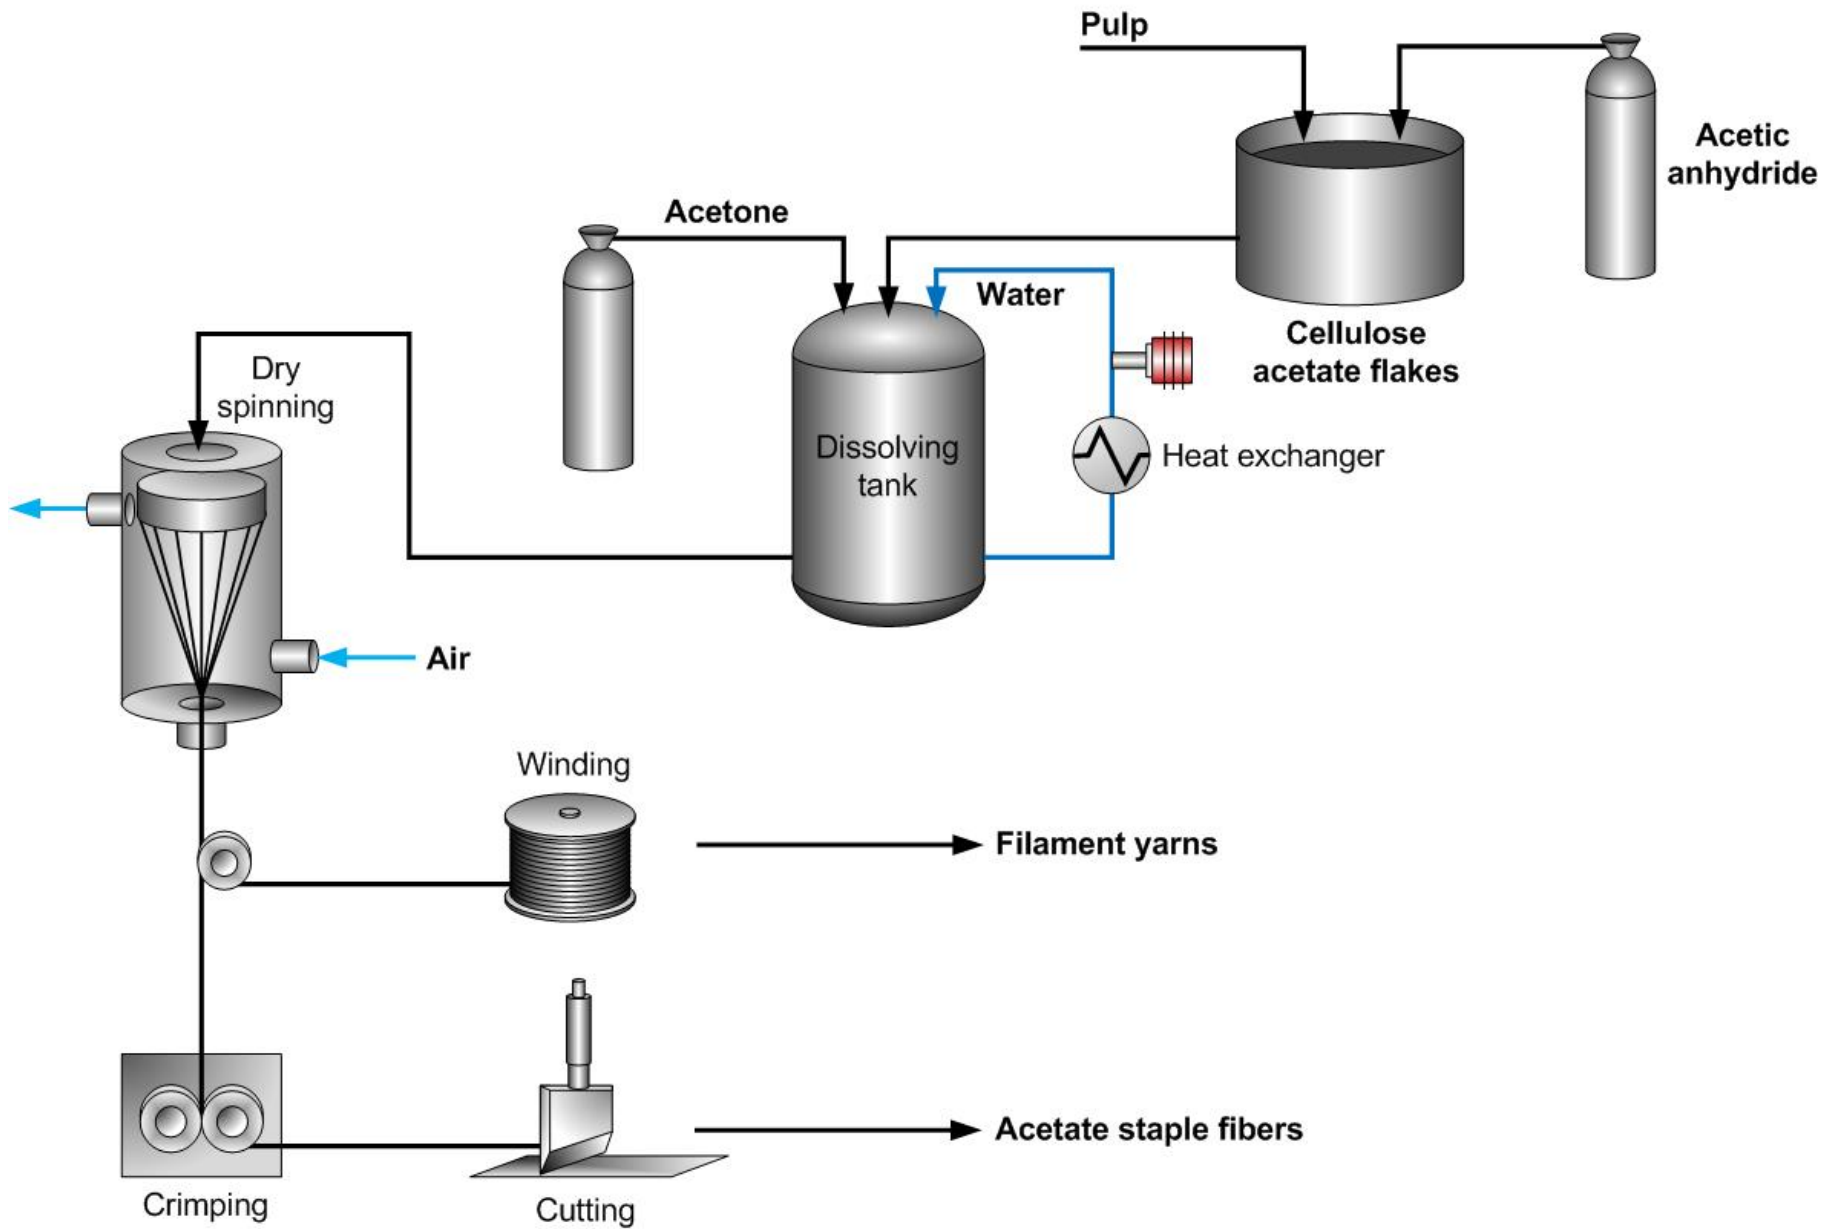 Pulp
Acetic
anhydride
Acetone
Water
Cellulose
acetate flakes
Dry
spinning
Dissolving
tank
Heat exchanger
Air
Winding
Filament yarns
Acetate staple fibers
Crimping
Cutting